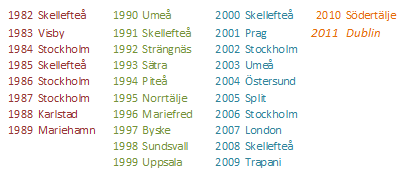 1982 Skellefteå
1983 Visby
1984 Stockholm
1985 Skellefteå
1986 Stockholm
1987 Stockholm
1988 Karlstad
1989 Mariehamn
1990 Umeå
1991 Skellefteå
1992 Strängnäs
1993 Sätra
1994 Piteå
1995 Norrtälje
1996 Mariefred
1997 Byske
1998 Sundsvall
1999 Uppsala
2000 Skellefteå
2001 Prag
2002 Stockholm
2003 Umeå
2004 Östersund
2005 Split
2006 Stockholm
2007 London
2008 Skellefteå
2009 Trapani
2010 Södertälje
2011 Dublin